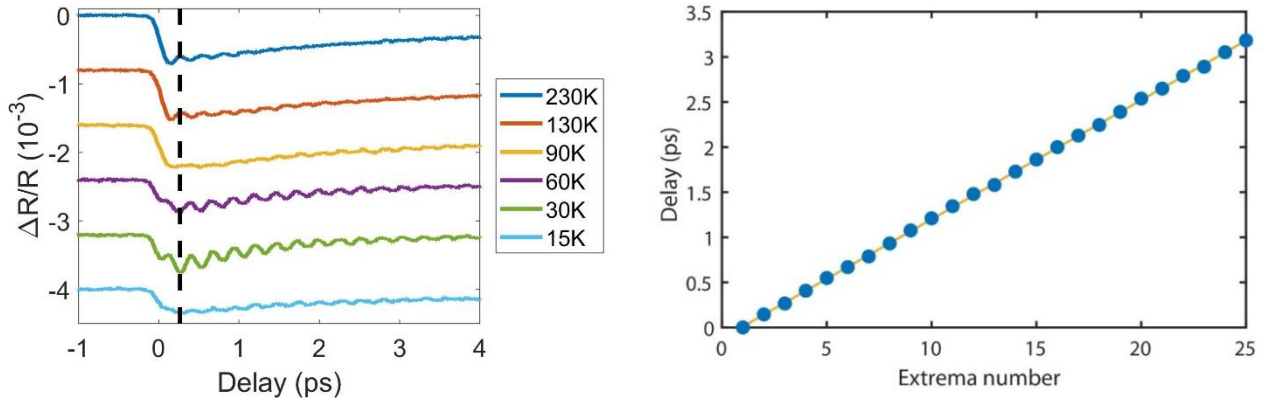 ΔR/R (10⁻³)
0
-1
-2
-3
-4
-1 0 1 2 3 4
Delay (ps)
230K
130K
90K
60K
30K
15K
Delay (ps)
3.5
3
2.5
2
1.5
1
0.5
0
0 5 10 15 20 25
Extrema number